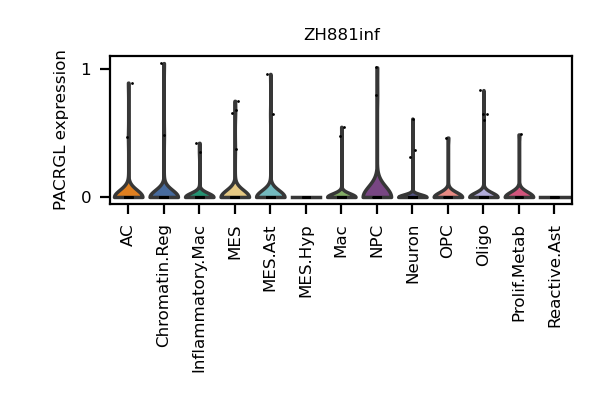 ZH881inf
PACRGL expression
1
0
AC
Chromatin.Reg
Inflammatory.Mac
MES
MES.Ast
MES.Hyp
Mac
NPC
Neuron
OPC
Oligo
Prolif.Metab
Reactive.Ast